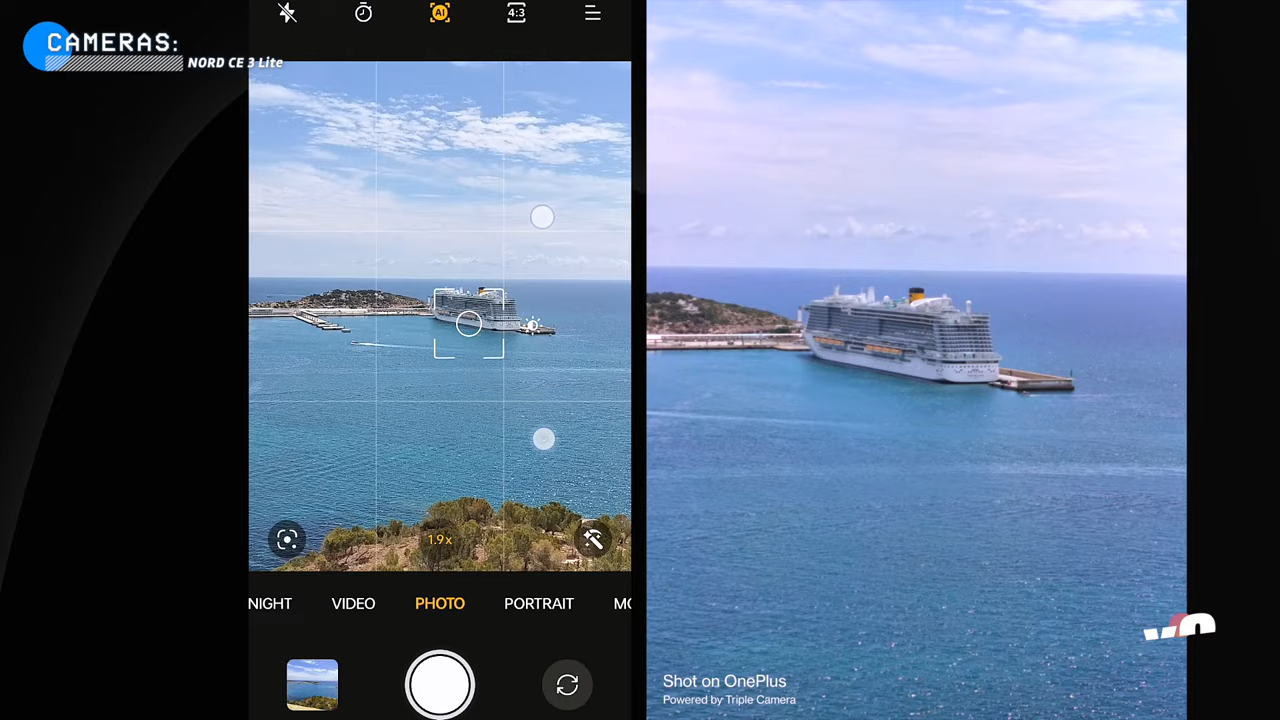 CAMERAS:
NORD CE 3 Lite
AI
4:3
1.9x
NIGHT
VIDEO
PHOTO
PORTRAIT
MO
Shot on OnePlus
Powered by Triple Camera